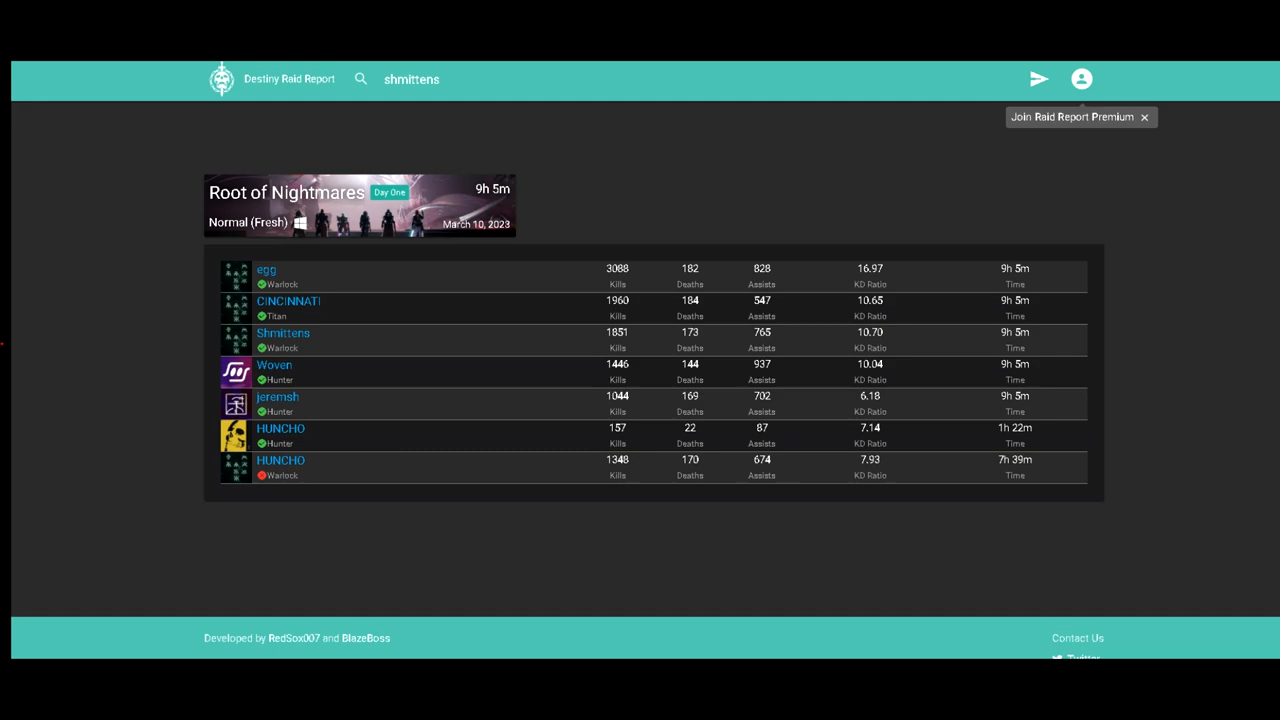 Destiny Raid Report shmittens
Join Raid Report Premium
Root of Nightmares Day One 9h 5m
Normal (Fresh) March 10, 2023
egg 3088 182 828 16.97 9h 5m
Warlock Kills Deaths Assists KD Ratio Time
CINCINNATI 1960 184 547 10.65 9h 5m
Titan Kills Deaths Assists KD Ratio Time
Shmittens 1851 173 765 10.70 9h 5m
Warlock Kills Deaths Assists KD Ratio Time
Woven 1446 144 937 10.04 9h 5m
Hunter Kills Deaths Assists KD Ratio Time
jeremsh 1044 169 702 6.18 9h 5m
Hunter Kills Deaths Assists KD Ratio Time
HUNCHO 157 22 87 7.14 1h 22m
Hunter Kills Deaths Assists KD Ratio Time
HUNCHO 1348 170 674 7.93 7h 39m
Warlock Kills Deaths Assists KD Ratio Time
Developed by RedSox007 and BlazeBoss Contact Us
Twitter